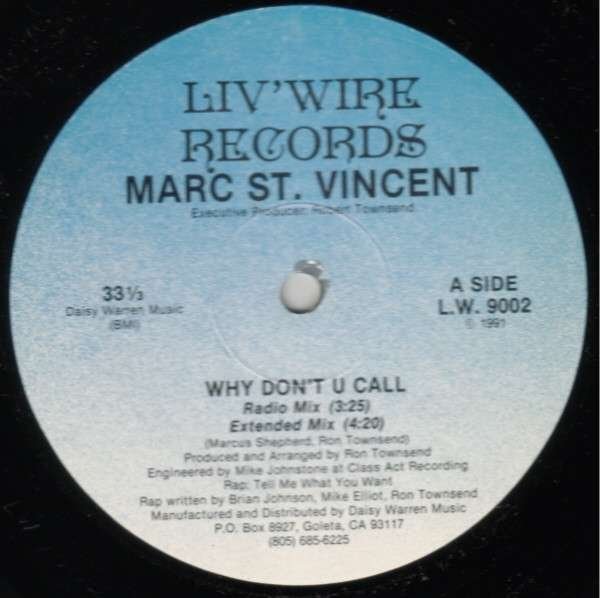 LIV'WIRE
RECORDS
MARC ST. VINCENT
Executive Producer: Hubert Townsend
33⅓
Daisy Warren Music
(BMI)
A SIDE
L.W. 9002
© 1991
WHY DON'T U CALL
Radio Mix (3:25)
Extended Mix (4:20)
(Marcus Shepherd, Ron Townsend)
Produced and Arranged by Ron Townsend
Engineered by Mike Johnstone at Class Act Recording
Rap: Tell Me What You Want
Rap written by Brian Johnson, Mike Elliot, Ron Townsend
Manufactured and Distributed by Daisy Warren Music
P.O. Box 8927, Goleta, CA 93117
(805) 685-6225